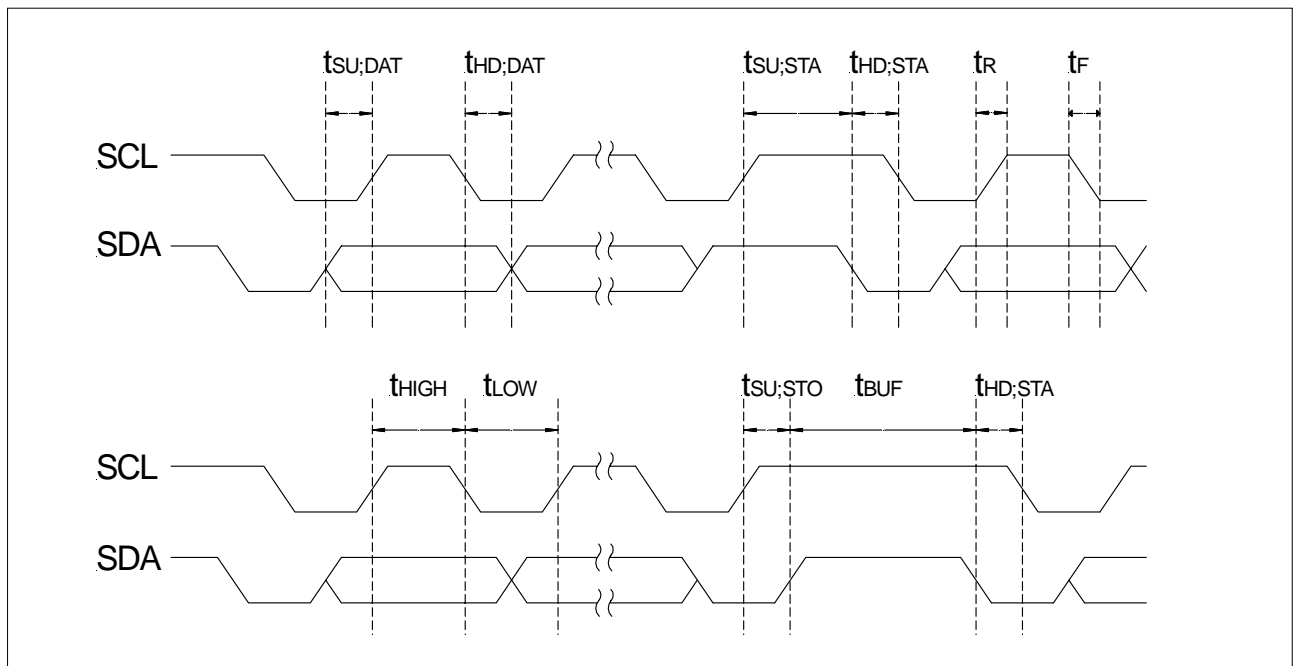 tSU;DAT tHD;DAT tSU;STA tHD;STA tR tF
SCL
SDA
tHIGH tLOW tSU;STO tBUF tHD;STA
SCL
SDA